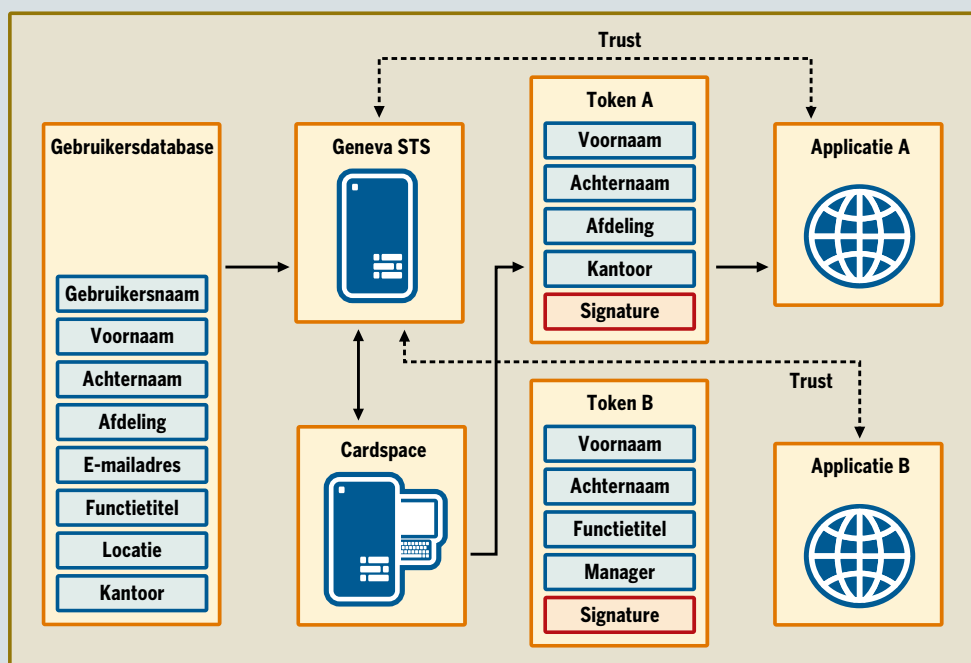 Trust
Gebruikersdatabase
Gebruikersnaam
Voornaam
Achternaam
Afdeling
E-mailadres
Functietitel
Locatie
Kantoor
Geneva STS
Cardspace
Token A
Voornaam
Achternaam
Afdeling
Kantoor
Signature
Applicatie A
Trust
Token B
Voornaam
Achternaam
Functietitel
Manager
Signature
Applicatie B